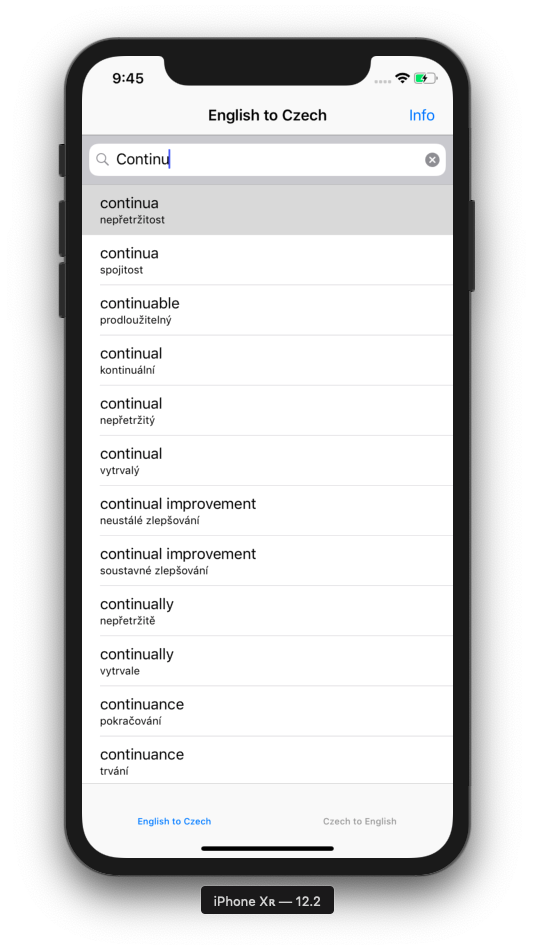 9:45
English to Czech
Info
Continu
continua
nepřetržitost
continua
spojitost
continuable
prodloužitelný
continual
kontinuální
continual
nepřetržitý
continual
vytrvalý
continual improvement
neustálé zlepšování
continual improvement
soustavné zlepšování
continually
nepřetržitě
continually
vytrvale
continuance
pokračování
continuance
trvání
English to Czech
Czech to English
iPhone Xʀ — 12.2